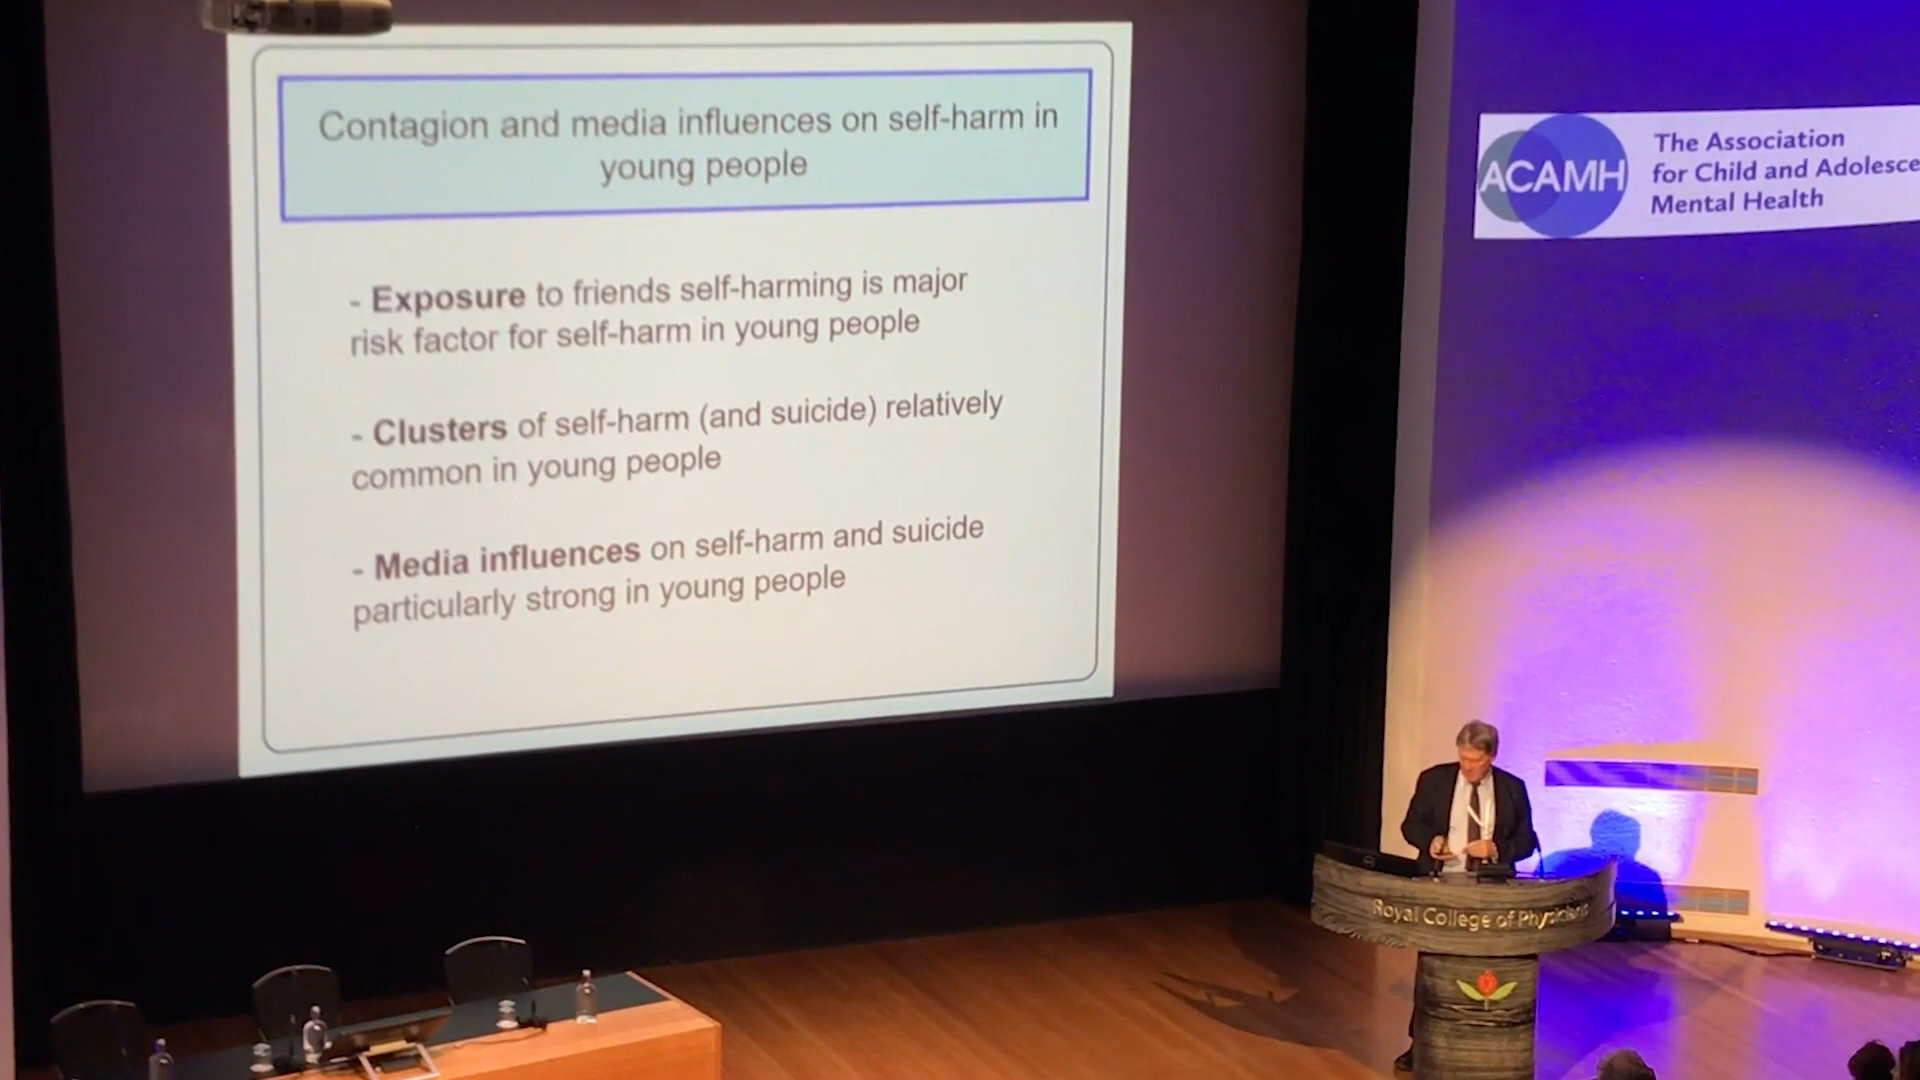 Contagion and media influences on self-harm in
young people
- Exposure to friends self-harming is major
risk factor for self-harm in young people
- Clusters of self-harm (and suicide) relatively
common in young people
- Media influences on self-harm and suicide
particularly strong in young people
ACAMH
The Association
for Child and Adolesce
Mental Health
Royal College of Physicians